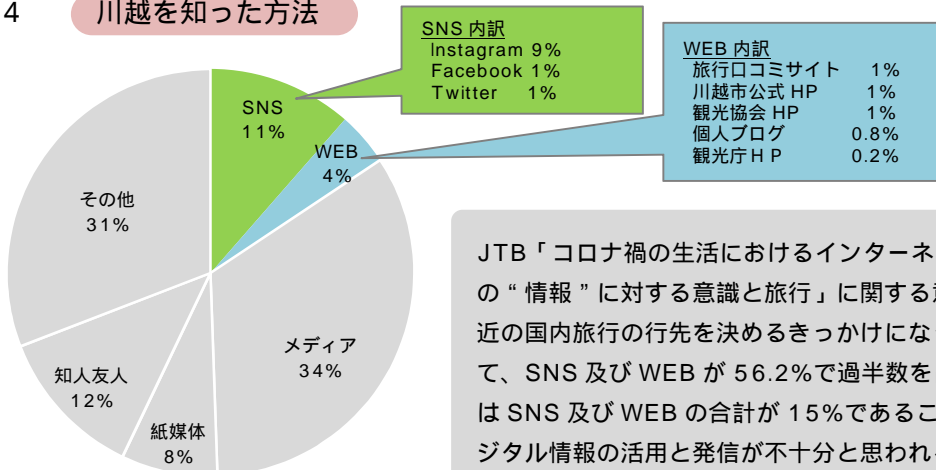 4
川越を知った方法
SNS 内訳
Instagram 9%
Facebook 1%
Twitter 1%
WEB 内訳
旅行口コミサイト 1%
川越市公式 HP 1%
観光協会 HP 1%
個人ブログ 0.8%
観光庁HP 0.2%
SNS
11%
WEB
4%
その他
31%
メディア
34%
知人友人
12%
紙媒体
8%
JTB「コロナ禍の生活におけるインターネ
の“情報”に対する意識と旅行」に関する
近の国内旅行の行先を決めるきっかけにな
て、SNS 及び WEB が 56.2%で過半数を
は SNS 及び WEB の合計が 15%であるこ
ジタル情報の活用と発信が不十分と思われ